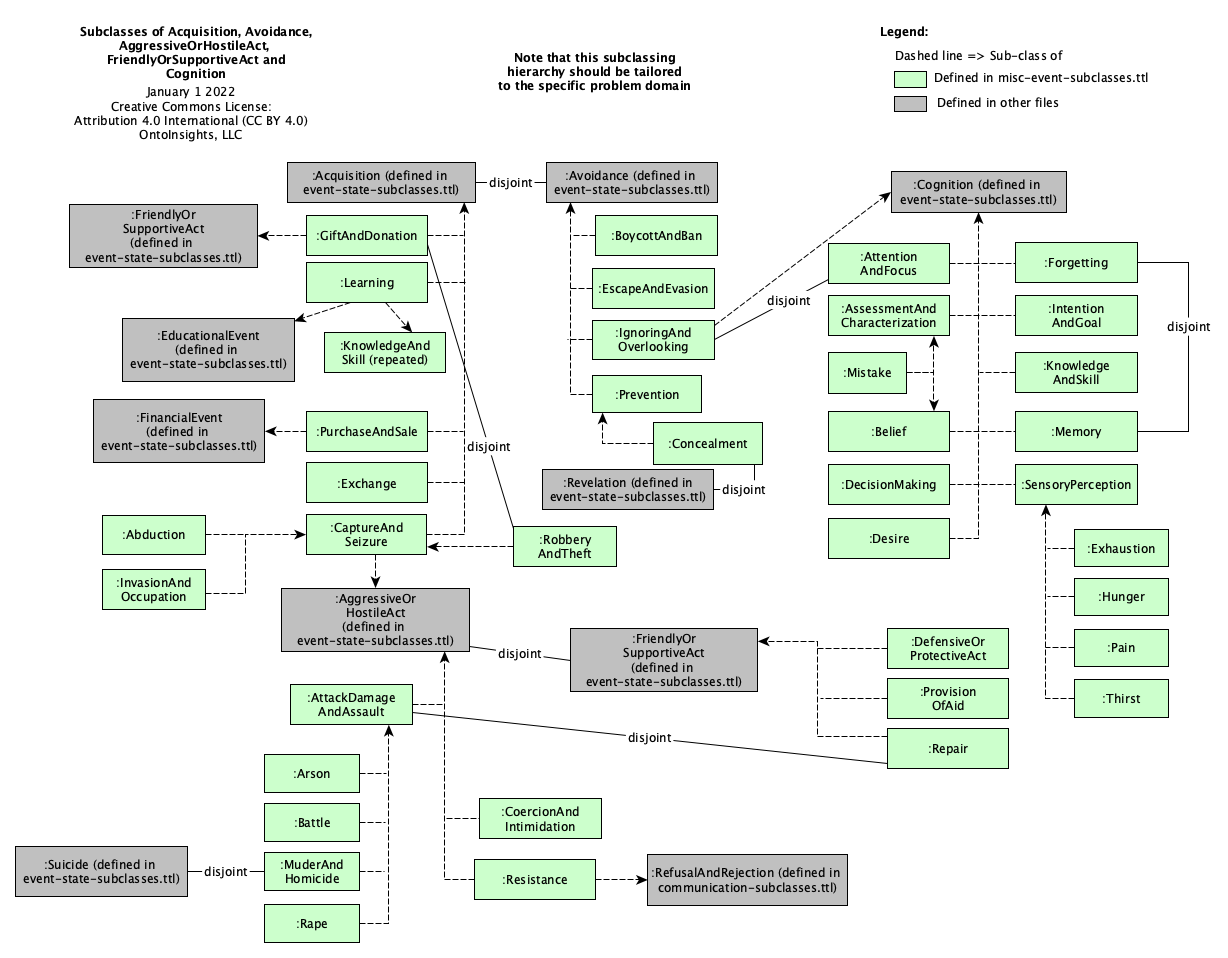 Subclasses of Acquisition, Avoidance,
AggressiveOrHostileAct,
FriendlyOrSupportiveAct and
Cognition
January 1 2022
Creative Commons License:
Attribution 4.0 International (CC BY 4.0)
OntoInsights, LLC
Note that this subclassing
hierarchy should be tailored
to the specific problem domain
Legend:
Dashed line => Sub-class of
Defined in misc-event-subclasses.ttl
Defined in other files
:Acquisition (defined in
event-state-subclasses.ttl)
disjoint
:Avoidance (defined in
event-state-subclasses.ttl)
:Cognition (defined in
event-state-subclasses.ttl)
:FriendlyOr
SupportiveAct
(defined in
event-state-subclasses.ttl)
:GiftAndDonation
:Learning
:EducationalEvent
(defined in
event-state-subclasses.ttl)
:KnowledgeAnd
Skill (repeated)
:FinancialEvent
(defined in
event-state-subclasses.ttl)
:PurchaseAndSale
disjoint
:Exchange
:Abduction
:CaptureAnd
Seizure
:Robbery
AndTheft
:InvasionAnd
Occupation
:BoycottAndBan
:EscapeAndEvasion
:IgnoringAnd
Overlooking
disjoint
:Prevention
:Concealment
:Revelation (defined in
event-state-subclasses.ttl)
disjoint
:Attention
AndFocus
:Forgetting
:AssessmentAnd
Characterization
:Intention
AndGoal
disjoint
:Mistake
:Knowledge
AndSkill
:Belief
:Memory
:DecisionMaking
:SensoryPerception
:Desire
:Exhaustion
:Hunger
:Pain
:Thirst
:AggressiveOr
HostileAct
(defined in
event-state-subclasses.ttl)
disjoint
:FriendlyOr
SupportiveAct
(defined in
event-state-subclasses.ttl)
:DefensiveOr
ProtectiveAct
:Provision
OfAid
:Repair
:AttackDamage
AndAssault
disjoint
:Arson
:Battle
:Suicide (defined in
event-state-subclasses.ttl)
disjoint
:MuderAnd
Homicide
:Rape
:CoercionAnd
Intimidation
:Resistance
:RefusalAndRejection (defined in
communication-subclasses.ttl)